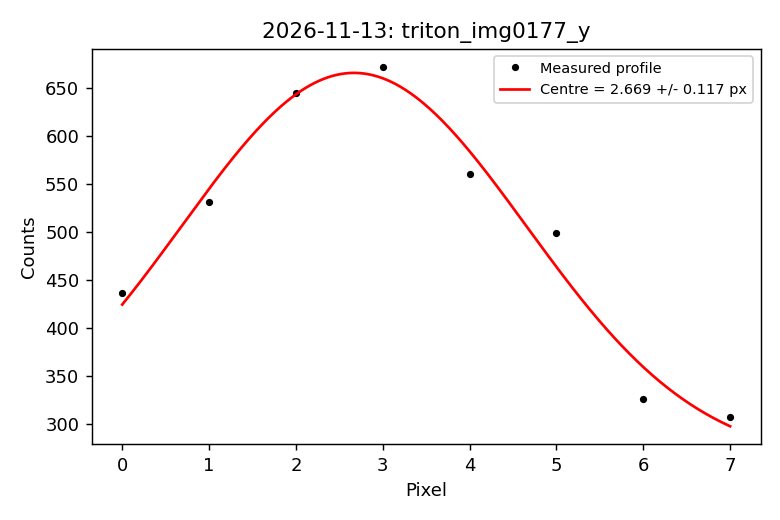 2026-11-13: triton_img0177_y
Measured profile
Centre = 2.669 +/- 0.117 px
650
600
550
500
450
400
350
300
Counts
0 1 2 3 4 5 6 7
Pixel